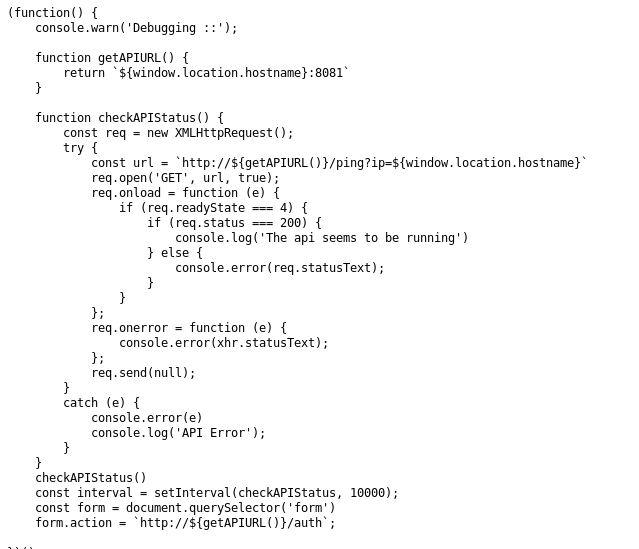 (function() {
    console.warn('Debugging ::');

    function getAPIURL() {
        return `${window.location.hostname}:8081`
    }

    function checkAPIStatus() {
        const req = new XMLHttpRequest();
        try {
            const url = `http://${getAPIURL()}/ping?ip=${window.location.hostname}`
            req.open('GET', url, true);
            req.onload = function (e) {
                if (req.readyState === 4) {
                    if (req.status === 200) {
                        console.log('The api seems to be running')
                    } else {
                        console.error(req.statusText);
                    }
                }
            };
            req.onerror = function (e) {
                console.error(xhr.statusText);
            };
            req.send(null);
        }
        catch (e) {
            console.error(e)
            console.log('API Error');
        }
    }
    checkAPIStatus()
    const interval = setInterval(checkAPIStatus, 10000);
    const form = document.querySelector('form')
    form.action = `http://${getAPIURL()}/auth`;